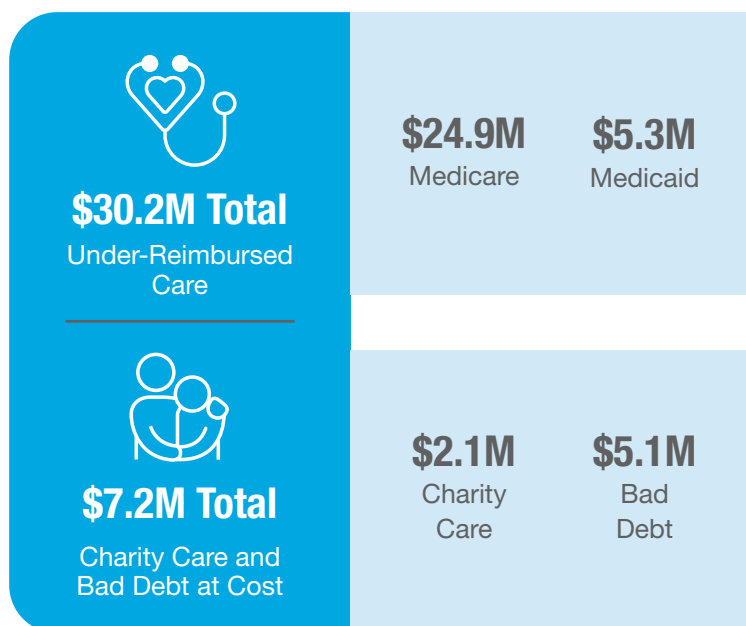 $30.2M Total
Under-Reimbursed
Care
$24.9M
Medicare
$5.3M
Medicaid
$7.2M Total
Charity Care and
Bad Debt at Cost
$2.1M
Charity
Care
$5.1M
Bad
Debt